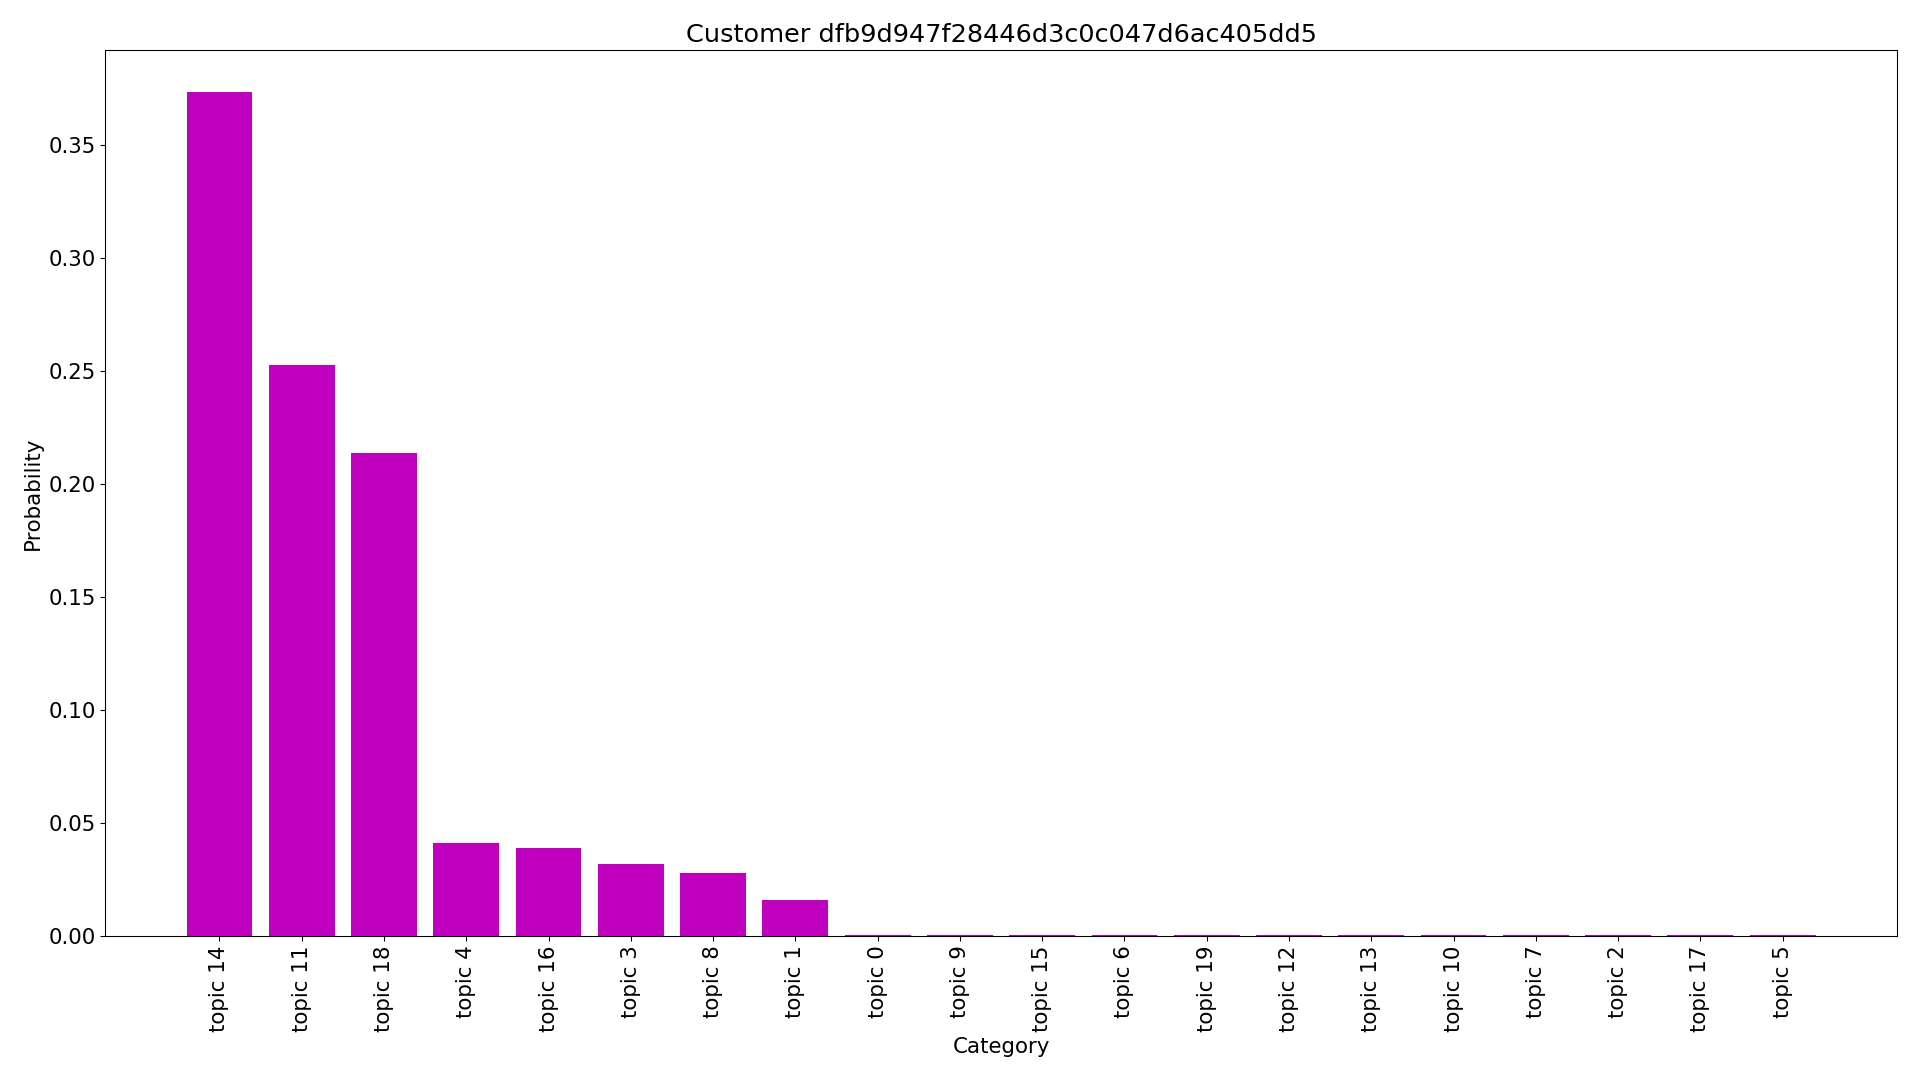 Customer dfb9d947f28446d3c0c047d6ac405dd5
Probability
0.35
0.30
0.25
0.20
0.15
0.10
0.05
0.00
topic 14
topic 11
topic 18
topic 4
topic 16
topic 3
topic 8
topic 1
topic 0
topic 9
topic 15
topic 6
topic 19
topic 12
topic 13
topic 10
topic 7
topic 2
topic 17
topic 5
Category